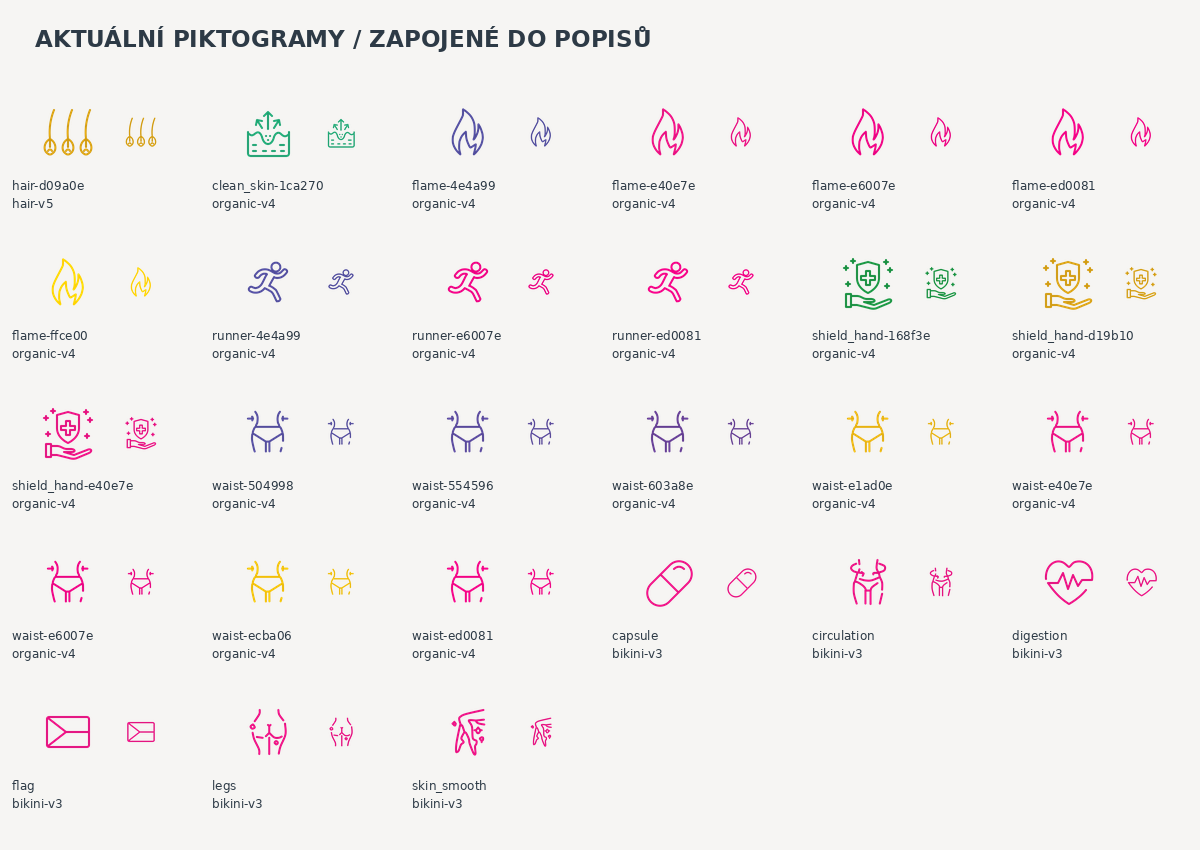 AKTUÁLNÍ PIKTOGRAMY / ZAPOJENÉ DO POPISŮ
hair-d09a0e
hair-v5
clean_skin-1ca270
organic-v4
flame-4e4a99
organic-v4
flame-e40e7e
organic-v4
flame-e6007e
organic-v4
flame-ed0081
organic-v4
flame-ffce00
organic-v4
runner-4e4a99
organic-v4
runner-e6007e
organic-v4
runner-ed0081
organic-v4
shield_hand-168f3e
organic-v4
shield_hand-d19b10
organic-v4
shield_hand-e40e7e
organic-v4
waist-504998
organic-v4
waist-554596
organic-v4
waist-603a8e
organic-v4
waist-e1ad0e
organic-v4
waist-e40e7e
organic-v4
waist-e6007e
organic-v4
waist-ecba06
organic-v4
waist-ed0081
organic-v4
capsule
bikini-v3
circulation
bikini-v3
digestion
bikini-v3
flag
bikini-v3
legs
bikini-v3
skin_smooth
bikini-v3